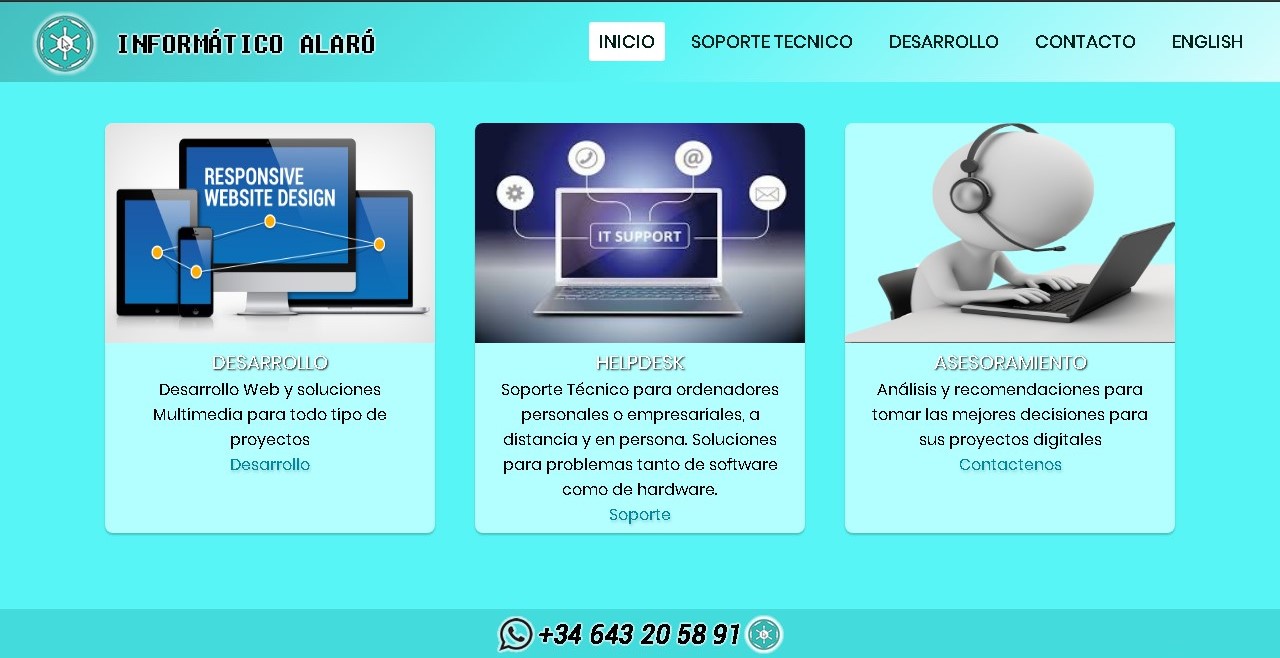 INFORMÁTICO ALARÓ
INICIO
SOPORTE TECNICO
DESARROLLO
CONTACTO
ENGLISH
RESPONSIVE
WEBSITE DESIGN
@
IT SUPPORT
DESARROLLO
Desarrollo Web y soluciones
Multimedia para todo tipo de
proyectos
Desarrollo
HELPDESK
Soporte Técnico para ordenadores
personales o empresariales, a
distancia y en persona. Soluciones
para problemas tanto de software
como de hardware.
Soporte
ASESORAMIENTO
Análisis y recomendaciones para
tomar las mejores decisiones para
sus proyectos digitales
Contactenos
+34 643 20 58 91